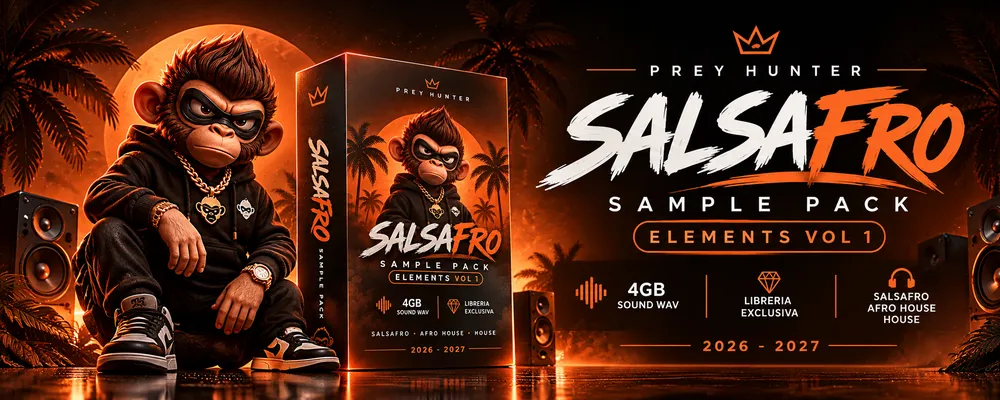 SALSAFRO
SAMPLE PACK
PREY HUNTER
SALSAFRO
SAMPLE PACK
ELEMENTS VOL 1
4GB
SOUND WAV
LIBRERIA
EXCLUSIVA
SALSAFRO • AFRO HOUSE • HOUSE
2026 - 2027
PREY HUNTER
SALSAFRO
SAMPLE PACK
ELEMENTS VOL 1
4GB
SOUND WAV
LIBRERIA
EXCLUSIVA
SALSAFRO
AFRO HOUSE
HOUSE
2026 - 2027